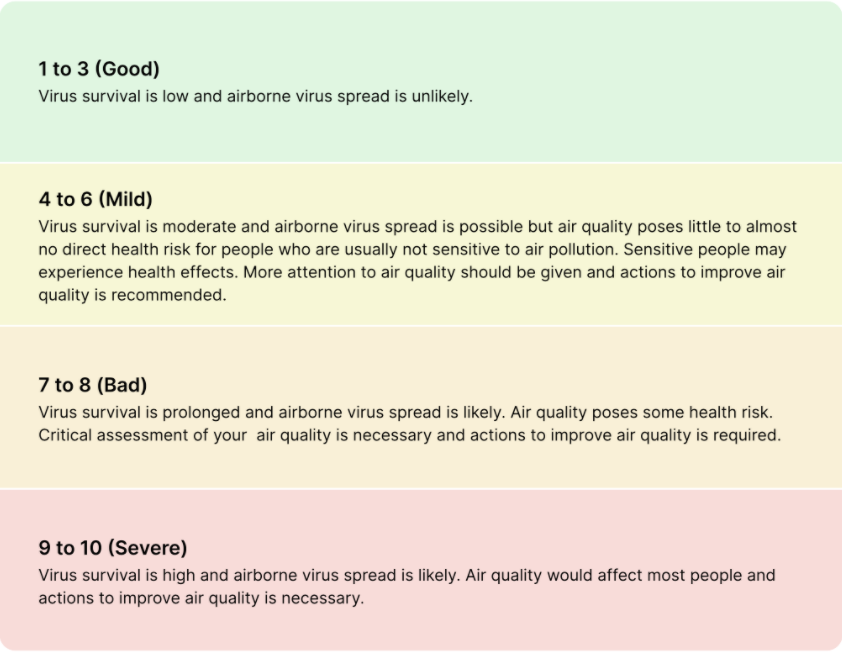 1 to 3 (Good)
Virus survival is low and airborne virus spread is unlikely.
4 to 6 (Mild)
Virus survival is moderate and airborne virus spread is possible but air quality poses little to almost
no direct health risk for people who are usually not sensitive to air pollution. Sensitive people may
experience health effects. More attention to air quality should be given and actions to improve air
quality is recommended.
7 to 8 (Bad)
Virus survival is prolonged and airborne virus spread is likely. Air quality poses some health risk.
Critical assessment of your  air quality is necessary and actions to improve air quality is required.
9 to 10 (Severe)
Virus survival is high and airborne virus spread is likely. Air quality would affect most people and
actions to improve air quality is necessary.